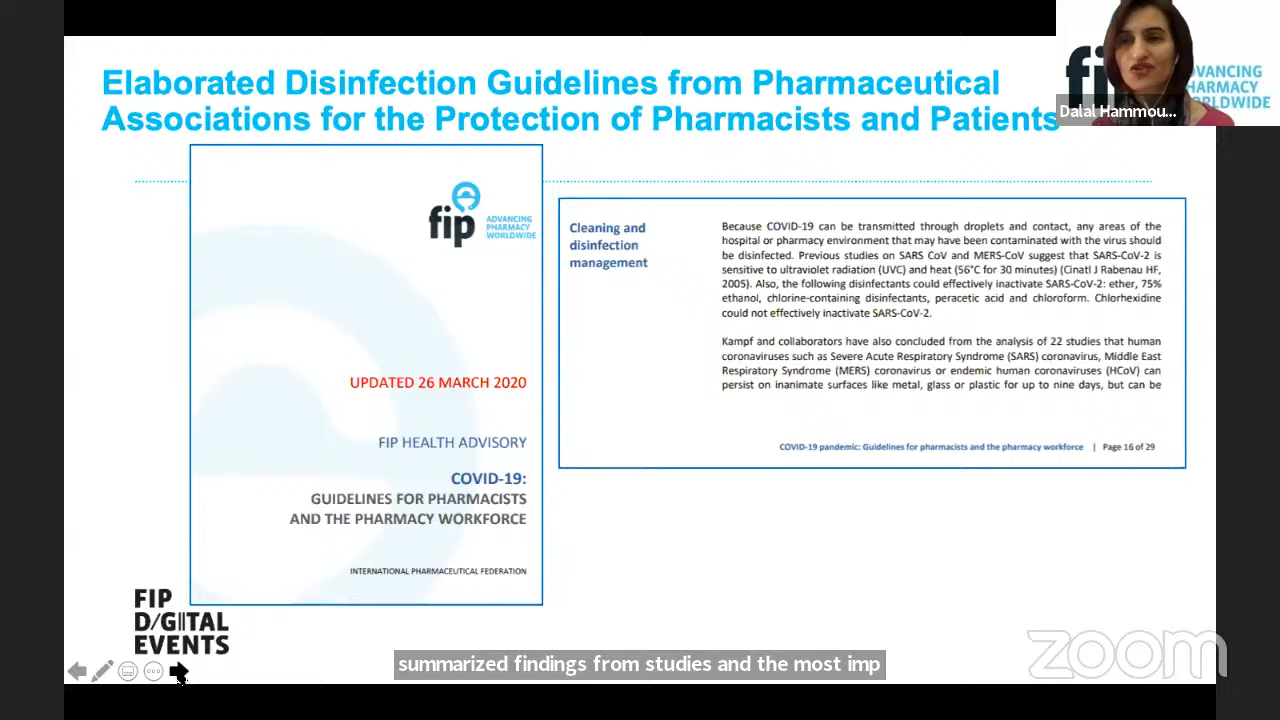 Elaborated Disinfection Guidelines from Pharmaceutical
Associations for the Protection of Pharmacists and Patients
fip
ADVANCING
PHARMACY
WORLDWIDE
Dalal Hammou...
fip
ADVANCING
PHARMACY
WORLDWIDE
UPDATED 26 MARCH 2020
FIP HEALTH ADVISORY
COVID-19:
GUIDELINES FOR PHARMACISTS
AND THE PHARMACY WORKFORCE
INTERNATIONAL PHARMACEUTICAL FEDERATION
Cleaning and
disinfection
management
Because COVID-19 can be transmitted through droplets and contact, any areas of the
hospital or pharmacy environment that may have been contaminated with the virus should
be disinfected. Previous studies on SARS CoV and MERS-CoV suggest that SARS-CoV-2 is
sensitive to ultraviolet radiation (UVC) and heat (56°C for 30 minutes) (Cinatl J Rabenau HF,
2005). Also, the following disinfectants could effectively inactivate SARS-CoV-2: ether, 75%
ethanol, chlorine-containing disinfectants, peracetic acid and chloroform. Chlorhexidine
could not effectively inactivate SARS-CoV-2.
Kampf and collaborators have also concluded from the analysis of 22 studies that human
coronaviruses such as Severe Acute Respiratory Syndrome (SARS) coronavirus, Middle East
Respiratory Syndrome (MERS) coronavirus or endemic human coronaviruses (HCoV) can
persist on inanimate surfaces like metal, glass or plastic for up to nine days, but can be
COVID-19 pandemic: Guidelines for pharmacists and the pharmacy workforce | Page 16 of 29
FIP
D/GITAL
EVENTS
summarized findings from studies and the most imp
zoom